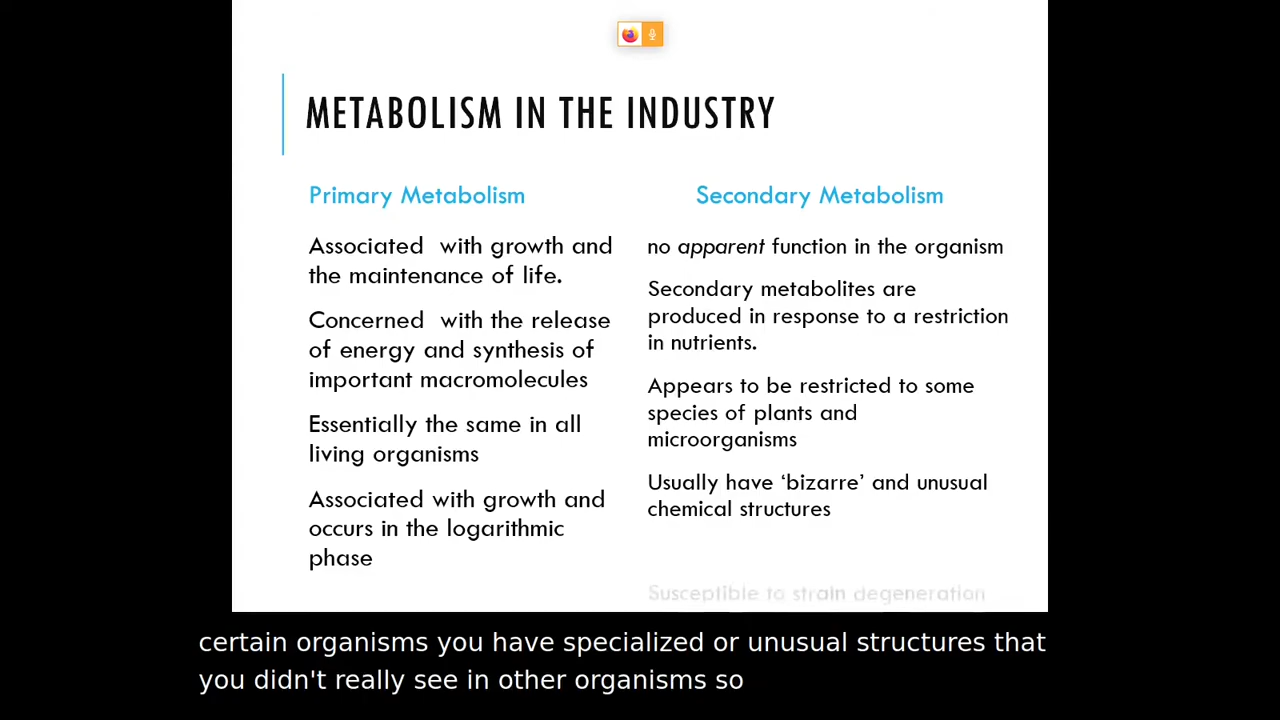 METABOLISM IN THE INDUSTRY
Primary Metabolism
Associated with growth and
the maintenance of life.
Concerned with the release
of energy and synthesis of
important macromolecules
Essentially the same in all
living organisms
Associated with growth and
occurs in the logarithmic
phase
Secondary Metabolism
no apparent function in the organism
Secondary metabolites are
produced in response to a restriction
in nutrients.
Appears to be restricted to some
species of plants and
microorganisms
Usually have ‘bizarre’ and unusual
chemical structures
Susceptible to strain degeneration
certain organisms you have specialized or unusual structures that
you didn't really see in other organisms so